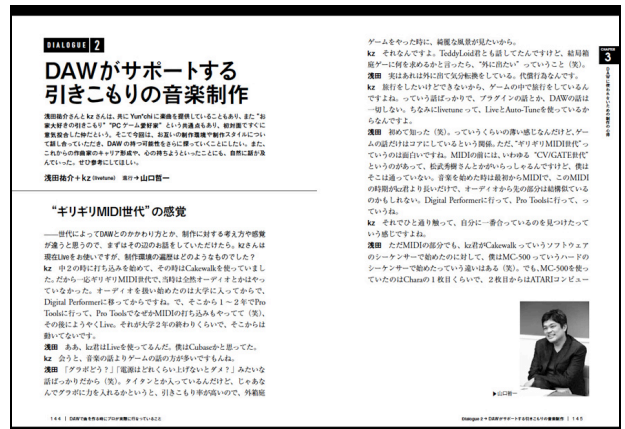 DIALOGUE 2
DAWがサポートする
引きこもりの音楽制作
浅田祐介さんとkzさんは、共にYun*chiに楽曲を提供していることもあり、また“お
家大好きの引きこもり”“PCゲーム愛好家”という共通点もあり、初対面ですぐに
意気投合した仲だという。そこで今回は、お互いの制作環境や制作スタイルについ
て話し合っていただき、DAWの持つ可能性をさらに探っていくことにしたい。また、
これからの作曲家のキャリア形成や、心の持ちようといったことにも、自然に話が及
んでいった。ぜひ参考にしてほしい。
浅田祐介+kz (livetune) 進行→山口哲一
“ギリギリMIDI世代”の感覚
——世代によってDAWとのかかわり方とか、制作に対する考え方や感覚
が違うと思うので、まずはその辺のお話をしていただけたら。kzさんは
現在Liveをお使いですが、制作環境の遍歴はどのようなものでした？
kz 中2の時に打ち込みを始めて、その時はCakewalkを使っていまし
た。だから一応ギリギリMIDI世代で、当時は全然オーディオとかはやっ
ていなかった。オーディオを扱い始めたのは大学に入ってからで、
Digital Performerに移ってからですね。で、そこから1～2年でPro
Toolsに行って、Pro ToolsでなぜかMIDIの打ち込みもやってて（笑）、
その後にようやくLive。それが大学2年の終わりくらいで、そこからは
動いてないです。
浅田 ああ、kz君はLiveを使ってるんだ。僕はCubaseかと思ってた。
kz 会うと、音楽の話よりゲームの話の方が多いですもんね。
浅田 「グラボどう？」「電源はどれくらい上げないとダメ？」みたいな
話ばっかりだから（笑）。タイタンとか入っているんだけど、じゃあな
んでグラボに力を入れるかというと、引きこもり率が高いので、外箱庭
ゲームをやった時に、綺麗な風景が見たいから。
kz それなんですよ。TeddyLoid君とも話してたんですけど、結局箱
庭ゲーに何を求めるかと言ったら、“外に出たい”っていうこと（笑）。
浅田 実はあれは外に出て気分転換をしている。代償行為なんです。
kz 旅行をしたいけどできないから、ゲームの中で旅行をしているん
ですよね。っていう話ばっかりで、プラグインの話とか、DAWの話は
一切しない。ちなみにlivetuneって、LiveとAuto-Tuneを使っているか
らなんですよ。
浅田 初めて知った（笑）。っていうくらいの薄い感じなんだけど、ゲー
ムの話だけはコアにしているという関係。ただ、“ギリギリMIDI世代”っ
ていうのは面白いですね。MIDIの前には、いわゆる“CV/GATE世代”
というのがあって、松武秀樹さんとかがいらっしゃるんですけど、僕は
そこは通っていない。音楽を始めた時は最初からMIDIで、このMIDI
の時期がkz君より長いだけで、オーディオから先の部分は結構似ている
のかもしれない。Digital Performerに行って、Pro Toolsに行って、っ
ていうね。
kz それでひと通り触って、自分に一番合っているのを見つけたって
いう感じですよね。
浅田 ただMIDIの部分でも、kz君がCakewalkっていうソフトウェア
のシーケンサーで始めたのに対して、僕はMC-500っていうハードの
シーケンサーで始めたっていう違いはある（笑）。でも、MC-500を使っ
ていたのはCharaの1枚目くらいで、2枚目からはATARIコンピュー
▶山口哲一
CHAPTER
3
144 | DAWで曲を作る時にプロが実際に行なっていること
Dialogue 2→DAWがサポートする引きこもりの音楽制作 | 145